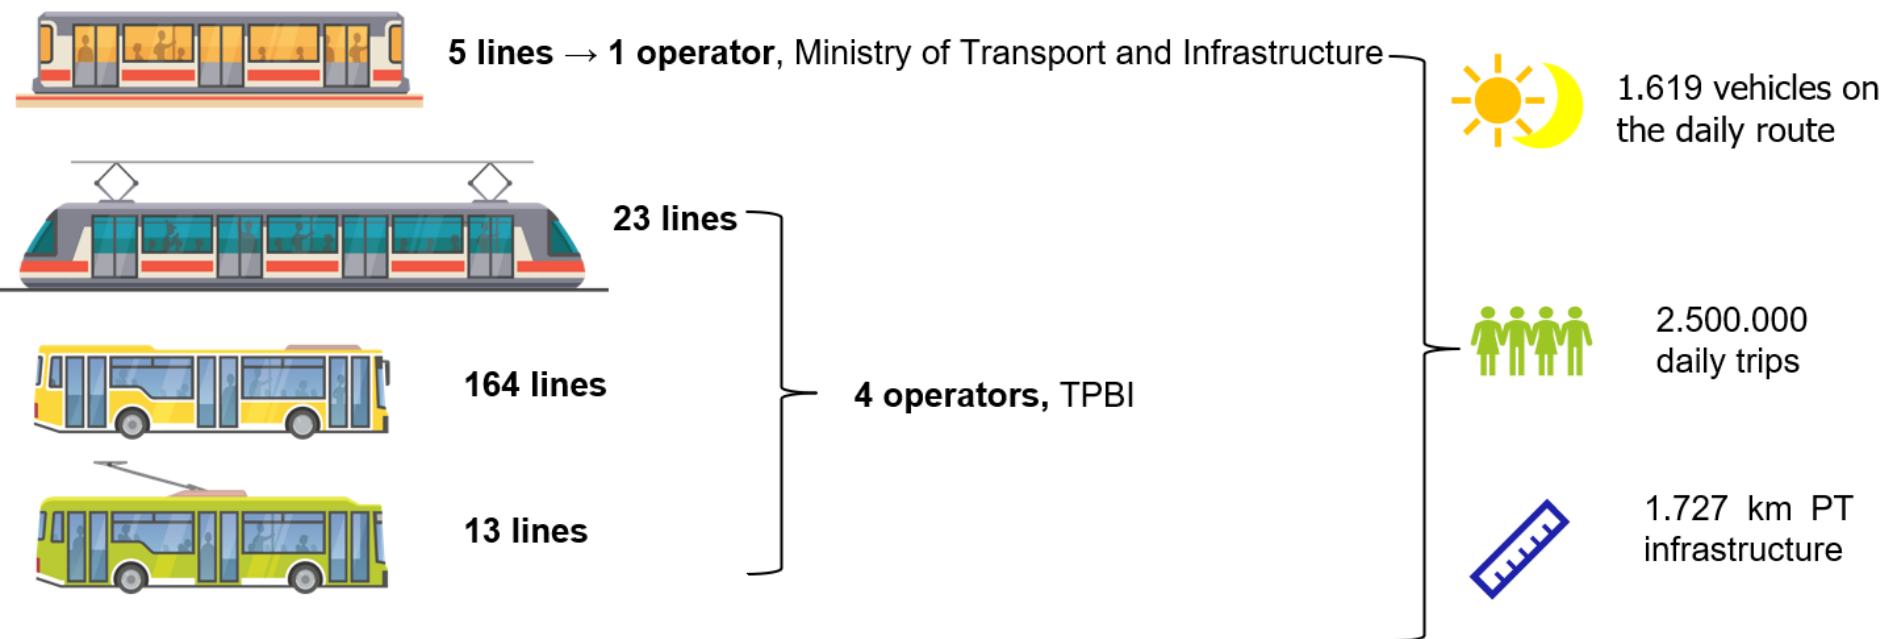 5 lines → 1 operator, Ministry of Transport and Infrastructure
23 lines
164 lines
13 lines
4 operators, TPBI
1.619 vehicles on
the daily route
2.500.000
daily trips
1.727 km PT
infrastructure